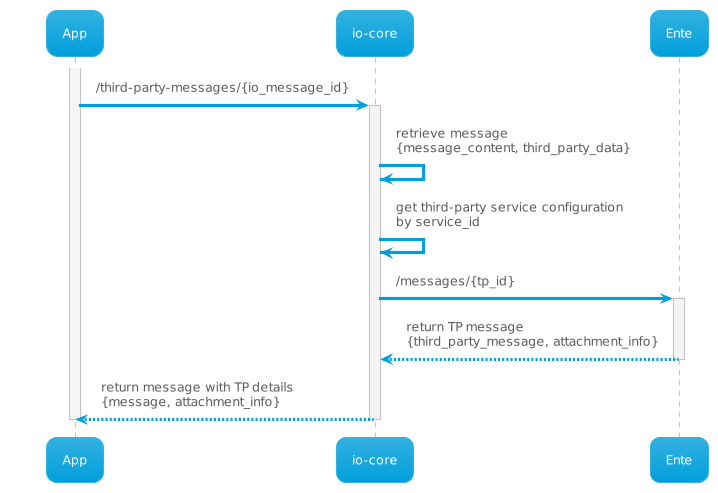 App
io-core
Ente
/third-party-messages/{io_message_id}
retrieve message
{message_content, third_party_data}
get third-party service configuration
by service_id
/messages/{tp_id}
return TP message
{third_party_message, attachment_info}
return message with TP details
{message, attachment_info}
App
io-core
Ente